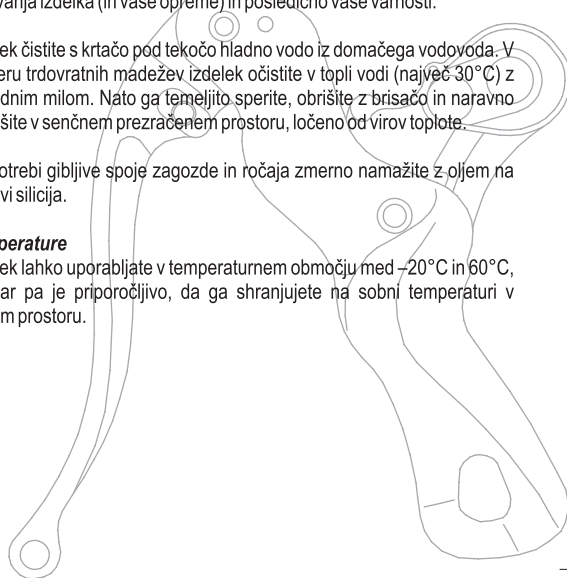 vanja izdelka (in vaše opreme) in posledično vaše varnosti.
ek čistite s krtačo pod tekočo hladno vodo iz domačega vodovoda. V
eru trdovratnih madežev izdelek očistite v topli vodi (največ 30°C) z
dnim milom. Nato ga temeljito sperite, obrišite z brisačo in naravno
šite v senčnem prezračenem prostoru, ločeno od virov toplote.
otrebi gibljive spoje zagozde in ročaja zmerno namažite z oljem na
vi silicija.
perature
ek lahko uporabljate v temperaturnem območju med –20°C in 60°C,
ar pa je priporočljivo, da ga shranjujete na sobni temperaturi v
m prostoru.